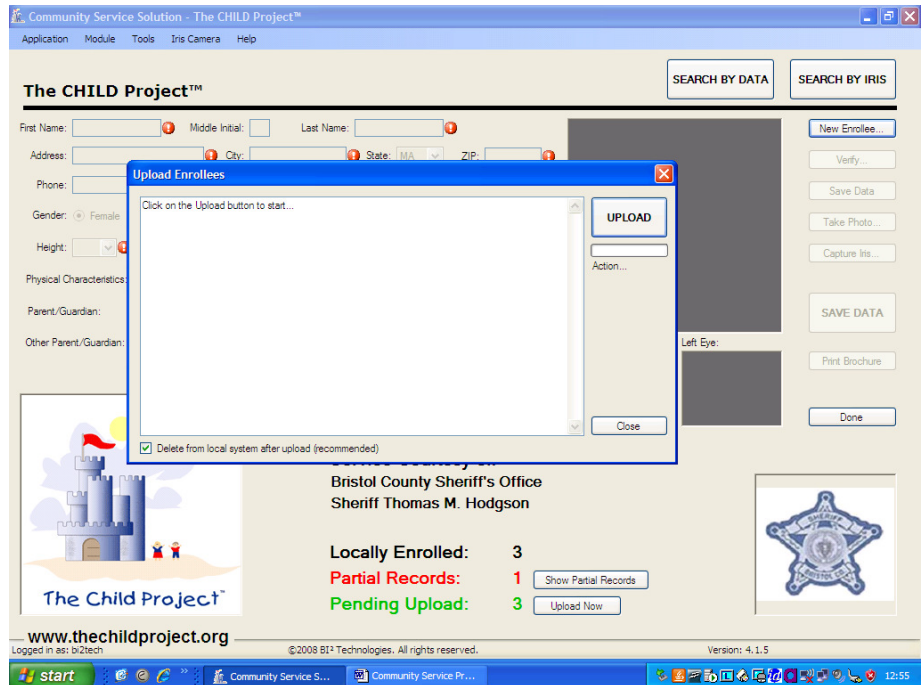 Community Service Solution - The CHILD Project™
Application Module Tools Iris Camera Help
The CHILD Project™
SEARCH BY DATA
SEARCH BY IRIS
First Name: Middle Initial: Last Name:
New Enrollee...
Address: City: State: MA ZIP:
Verify...
Upload Enrollees
Phone:
Save Data
Click on the Upload button to start...
UPLOAD
Gender: Female
Take Photo...
Height:
Capture Iris...
Action...
Physical Characteristics:
Parent/Guardian:
SAVE DATA
Other Parent/Guardian:
Left Eye:
Print Brochure
Close
Done
Delete from local system after upload (recommended)
Bristol County Sheriff's Office
Sheriff Thomas M. Hodgson
Locally Enrolled: 3
Partial Records: 1 Show Partial Records
Pending Upload: 3 Upload Now
The Child Project™
SHERIFF
BRISTOL CO.
www.thechildproject.org
Logged in as: bi2tech
©2008 BI² Technologies. All rights reserved.
Version: 4.1.5
start
Community Service S...
Community Service Pr...
12:55